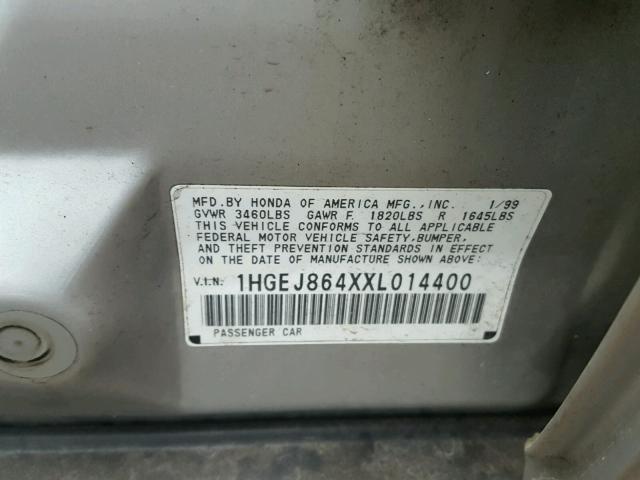 MFD.BY HONDA OF AMERICA MFG.,INC. 1/99
GVWR 3460LBS GAWR F. 1820LBS R 1645LBS
THIS VEHICLE CONFORMS TO ALL APPLICABLE
FEDERAL MOTOR VEHICLE SAFETY,BUMPER,
AND THEFT PREVENTION STANDARDS IN EFFECT
ON THE DATE OF MANUFACTURE SHOWN ABOVE:
V.I.N: 1HGEJ864XXL014400
PASSENGER CAR